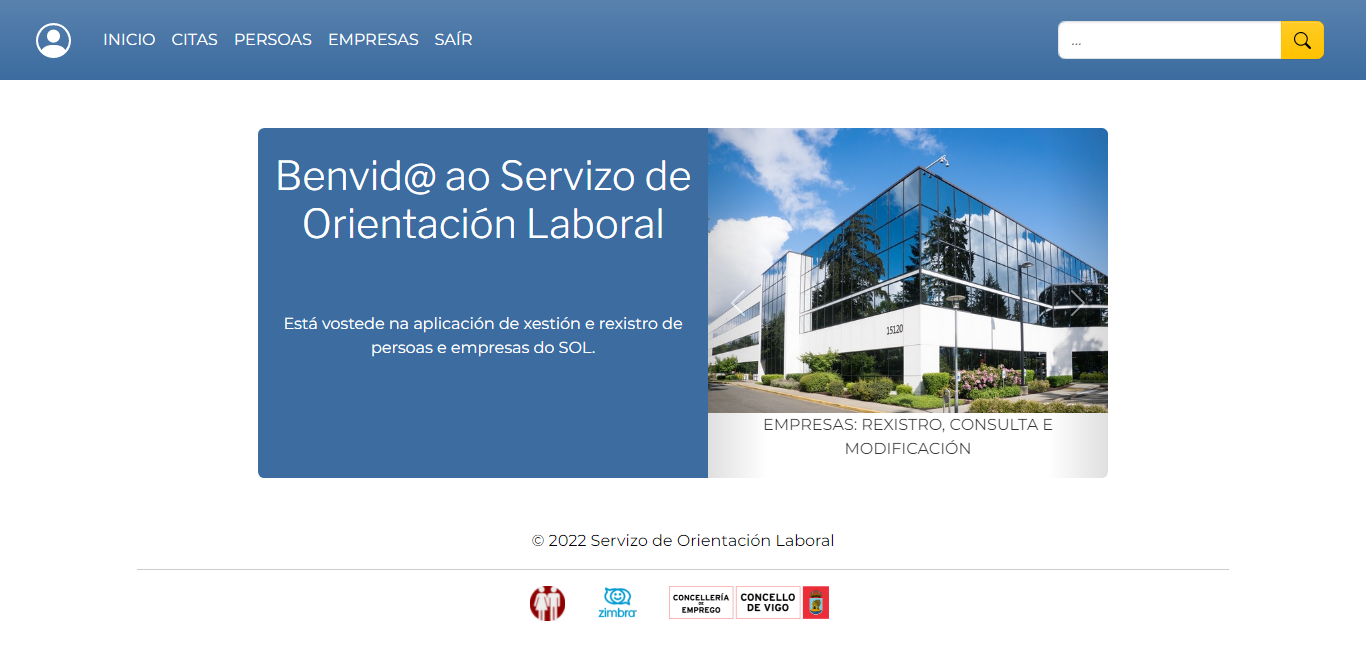 INICIO CITAS PERSOAS EMPRESAS SAÍR
...
Benvid@ ao Servizo de
Orientación Laboral
Está vostede na aplicación de xestión e rexistro de
persoas e empresas do SOL.
15120
EMPRESAS: REXISTRO, CONSULTA E
MODIFICACIÓN
© 2022 Servizo de Orientación Laboral
zimbra
CONCELLERÍA
DE
EMPREGO
CONCELLO
DE VIGO